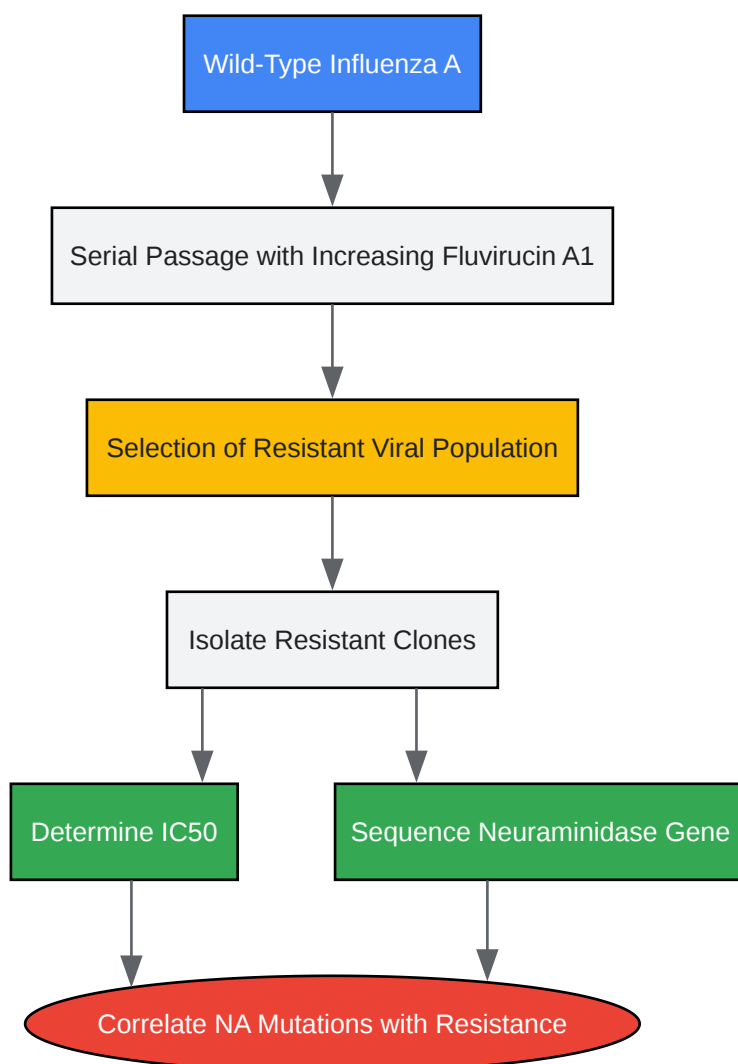 Wild-Type Influenza A
Serial Passage with Increasing Fluvirucin A1
Selection of Resistant Viral Population
Isolate Resistant Clones
Determine IC50
Sequence Neuraminidase Gene
Correlate NA Mutations with Resistance